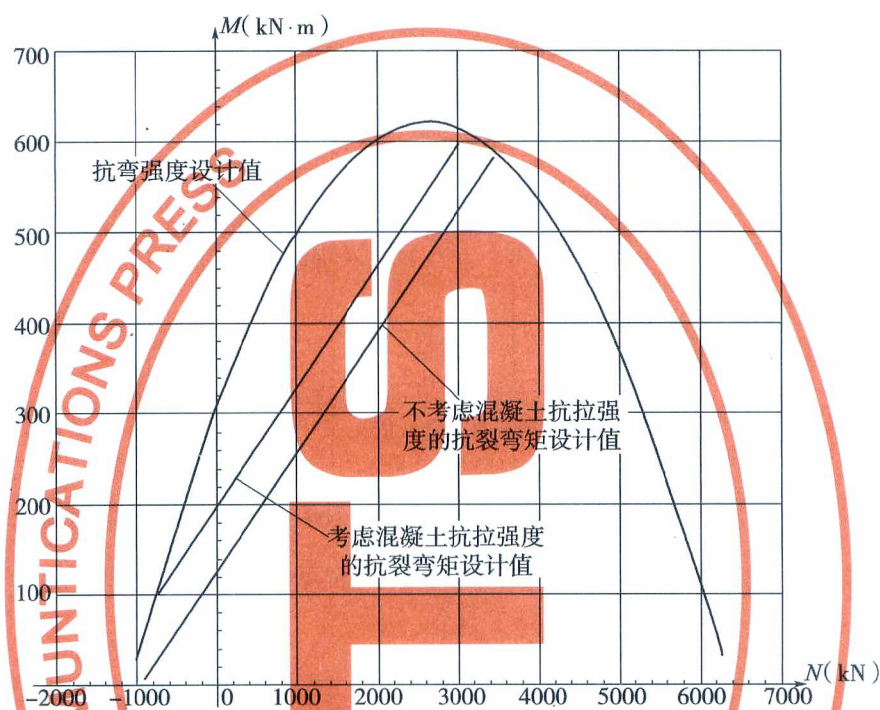 M( kN · m )
700
600
抗弯强度设计值
500
400
300
不考虑混凝土抗拉强
度的抗裂弯矩设计值
200
考虑混凝土抗拉强度
的抗裂弯矩设计值
100
-2000 -1000 0 1000 2000 3000 4000 5000 6000 7000
N( kN )
UNTICATIONS PRESS
ST